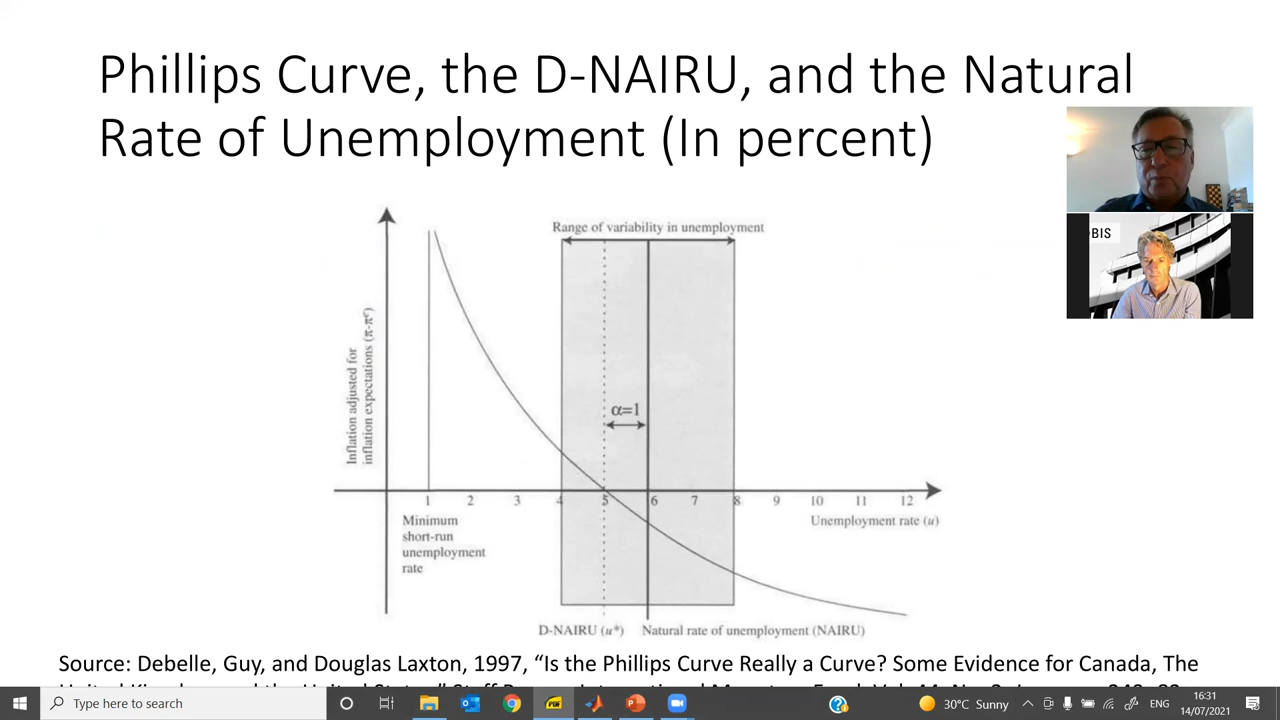 Phillips Curve, the D-NAIRU, and the Natural
Rate of Unemployment (In percent)
OBIS
Range of variability in unemployment
Inflation adjusted for
inflation expectations (π-πᵉ)
α=1
1 2 3 4 5 6 7 8 9 10 11 12
Minimum
short-run
unemployment
rate
Unemployment rate (u)
D-NAIRU (u*) Natural rate of unemployment (NAIRU)
Source: Debelle, Guy, and Douglas Laxton, 1997, “Is the Phillips Curve Really a Curve? Some Evidence for Canada, The
Type here to search
30°C Sunny
ENG
16:31
14/07/2021